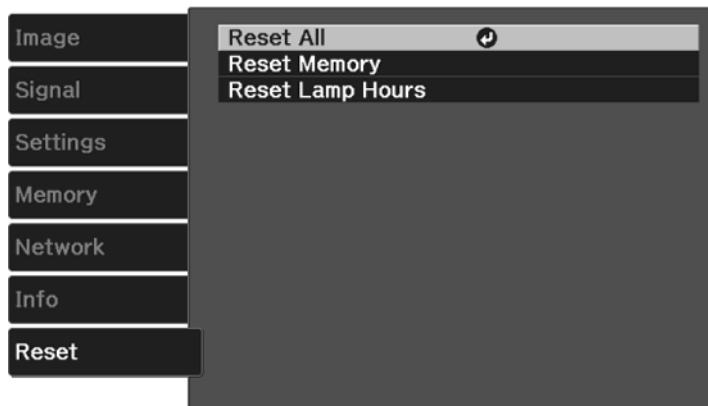 Image
Signal
Settings
Memory
Network
Info
Reset
Reset All
Reset Memory
Reset Lamp Hours